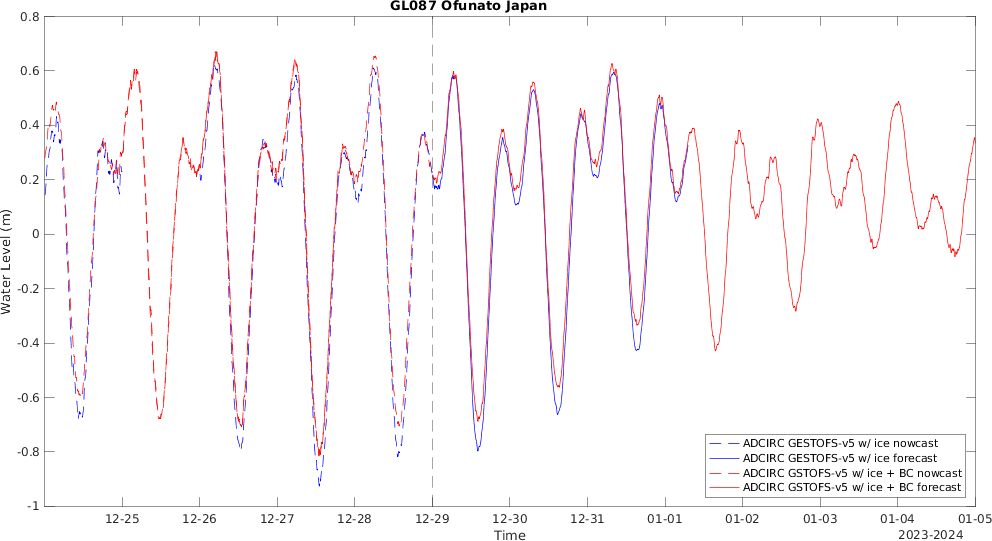 GL087 Ofunato Japan
0.8
0.6
0.4
0.2
0
-0.2
-0.4
-0.6
-0.8
-1
Water Level (m)
ADCIRC GESTOFS-v5 w/ ice nowcast
ADCIRC GESTOFS-v5 w/ ice forecast
ADCIRC GSTOFS-v5 w/ ice + BC nowcast
ADCIRC GSTOFS-v5 w/ ice + BC forecast
12-25 12-26 12-27 12-28 12-29 12-30 12-31 01-01 01-02 01-03 01-04 01-05
Time
2023-2024